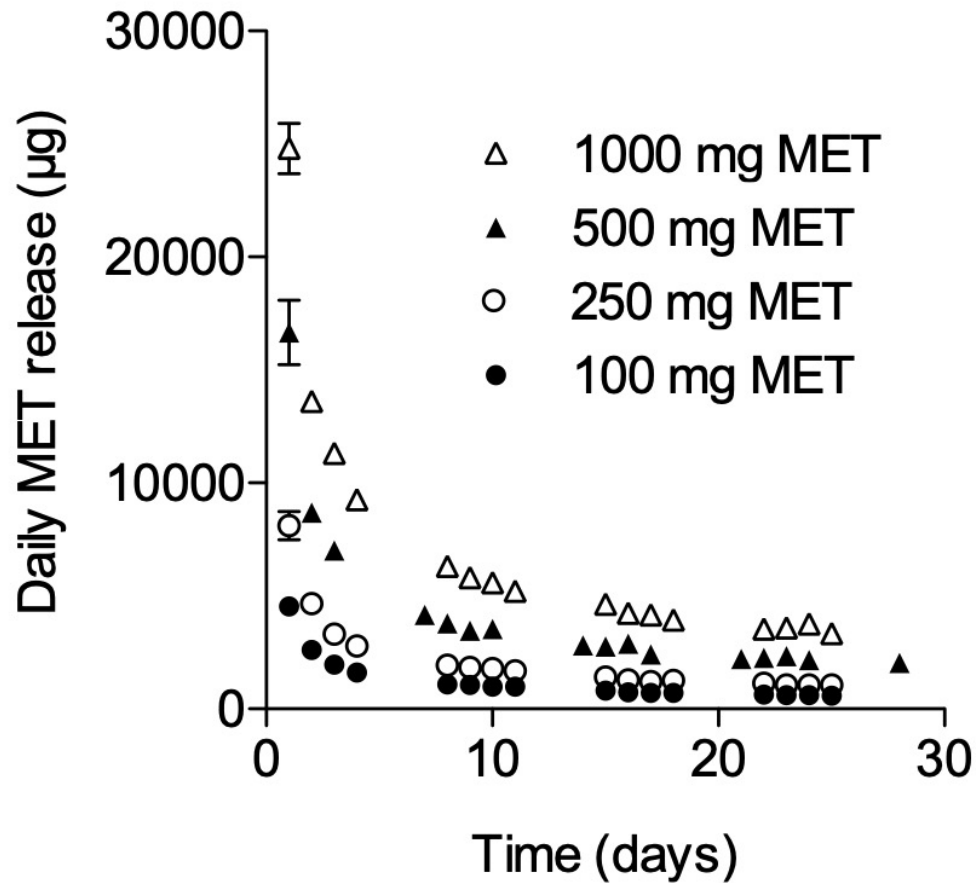 30000
20000
10000
0
Daily MET release (µg)
1000 mg MET
500 mg MET
250 mg MET
100 mg MET
0 10 20 30
Time (days)